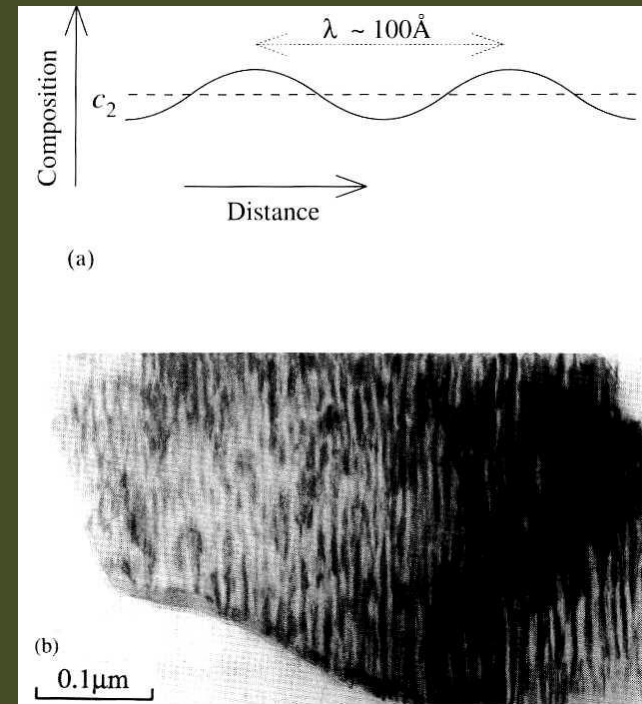 λ ~ 100Å
Composition
c₂
Distance
(a)
(b)
0.1μm